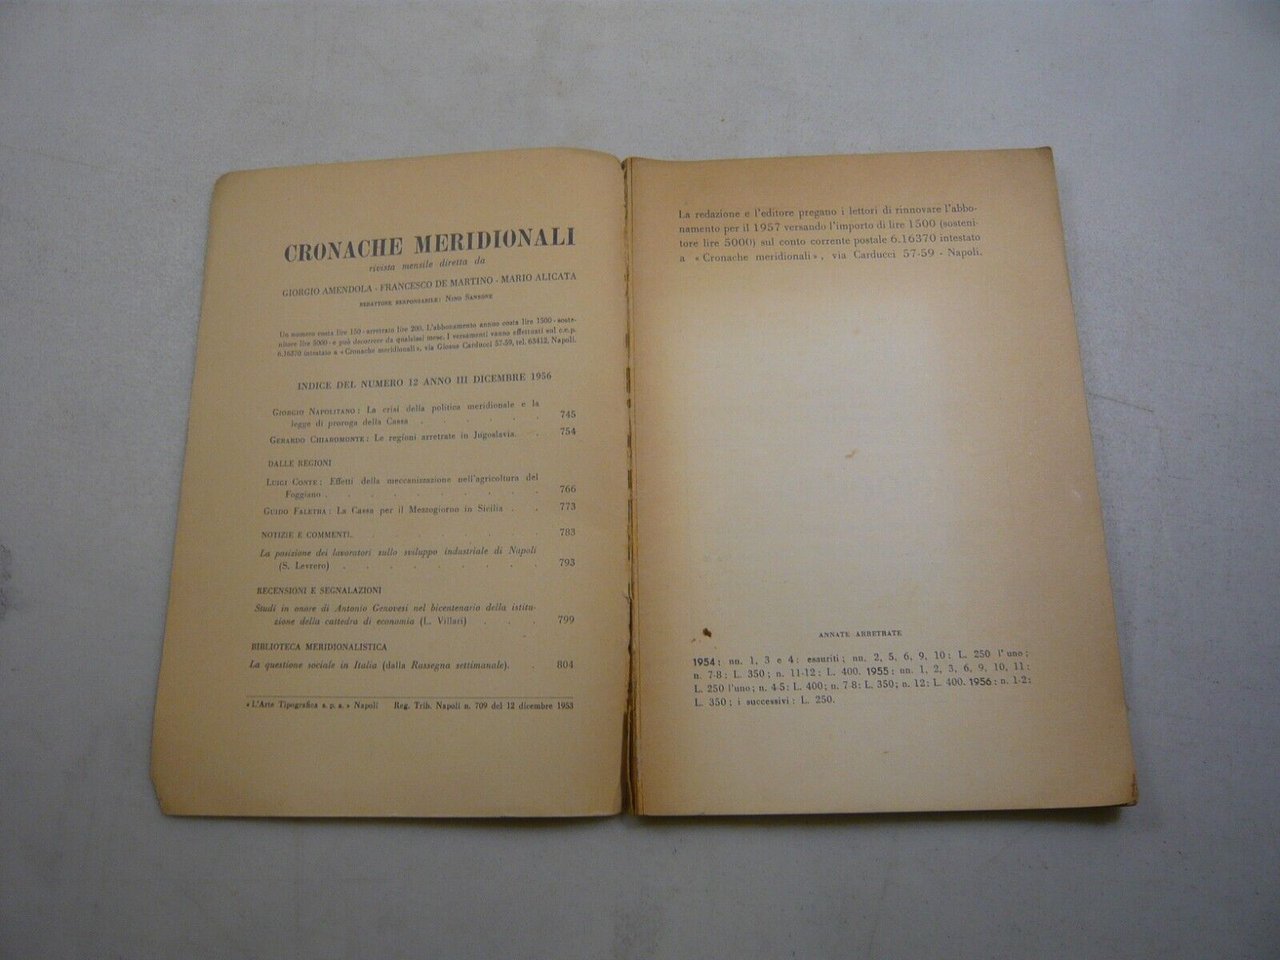 CRONACHE MERIDIONALI
rivista mensile diretta da
GIORGIO AMENDOLA - FRANCESCO DE MARTINO - MARIO ALICATA
REDATTORE RESPONSABILE: NINO SANSONE
Un numero costa lire 150 - arretrato lire 200. L'abbonamento annuo costa lire 1500 - soste-
nitore lire 5000 - e può decorrere da qualsiasi mese. I versamenti vanno effettuati sul c.c.p.
6.16370 intestato a « Cronache meridionali », via Giosue Carducci 57-59, tel. 63412, Napoli.
INDICE DEL NUMERO 12 ANNO III DICEMBRE 1956
GIORGIO NAPOLITANO: La crisi della politica meridionale e la
legge di proroga della Cassa . . . . . . 745
GERARDO CHIAROMONTE: Le regioni arretrate in Jugoslavia. . 754
DALLE REGIONI
LUIGI CONTE: Effetti della meccanizzazione nell'agricoltura del
Foggiano . . . . . . . . . . 766
GUIDO FALETRA: La Cassa per il Mezzogiorno in Sicilia . . 773
NOTIZIE E COMMENTI. . . . . . . . . 783
La posizione dei lavoratori sullo sviluppo industriale di Napoli
(S. Levrero) . . . . . . . . . 793
RECENSIONI E SEGNALAZIONI
Studi in onore di Antonio Genovesi nel bicentenario della istitu-
zione della cattedra di economia (L. Villari) . . . 799
BIBLIOTECA MERIDIONALISTICA
La questione sociale in Italia (dalla Rassegna settimanale). . 804
« L'Arte Tipografica s.p.a. » Napoli Reg. Trib. Napoli n. 709 del 12 dicembre 1953
La redazione e l'editore pregano i lettori di rinnovare l'abbo-
namento per il 1957 versando l'importo di lire 1500 (sosteni-
tore lire 5000) sul conto corrente postale 6.16370 intestato
a « Cronache meridionali », via Carducci 57-59 - Napoli.
ANNATE ARRETRATE
1954: nn. 1, 3 e 4: esauriti; nn. 2, 5, 6, 9, 10: L. 250 l'uno;
n. 7-8: L. 350; n. 11-12: L. 400. 1955: nn. 1, 2, 3, 6, 9, 10, 11:
L. 250 l'uno; n. 4-5: L. 400; n. 7-8: L. 350; n. 12: L. 400. 1956: n. 1-2:
L. 350; i successivi: L. 250.